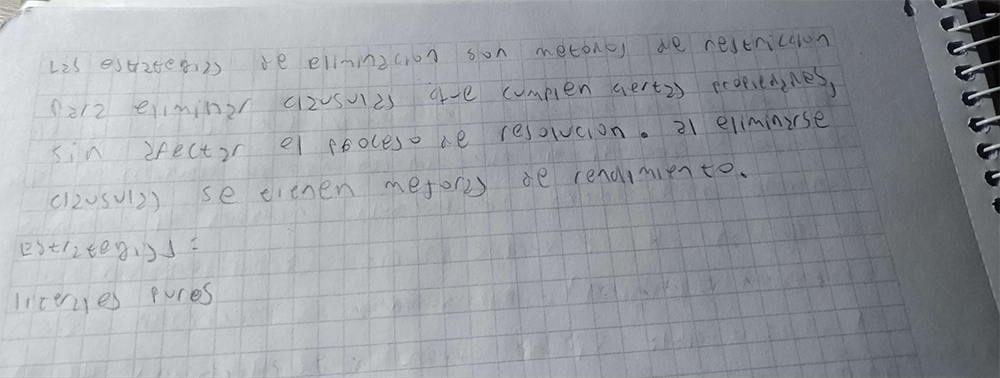 Las estrategias de eliminacion son metodos de restriccion
para eliminar clausulas que cumplen ciertas propiedades,
sin afectar el proceso de resolucion. al eliminarse
clausulas se tienen mejoras de rendimiento.
Estrategias:
literales pures